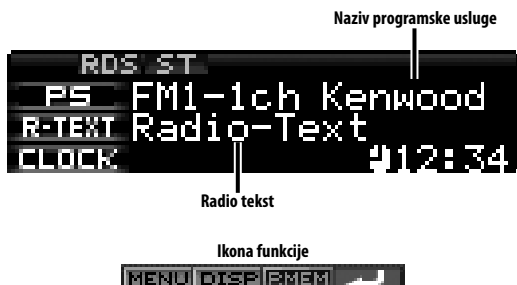 Naziv programske usluge
RDS ST
PS FM1-1ch Kenwood
R-TEXT Radio-Text
CLOCK 12:34
Radio tekst
Ikona funkcije
MENU DISP BMEM